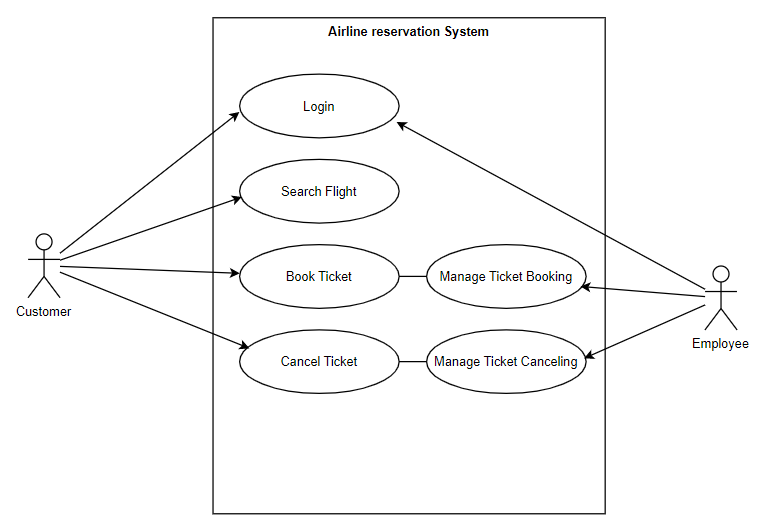 Airline reservation System
Login
Search Flight
Book Ticket
Manage Ticket Booking
Customer
Cancel Ticket
Manage Ticket Canceling
Employee